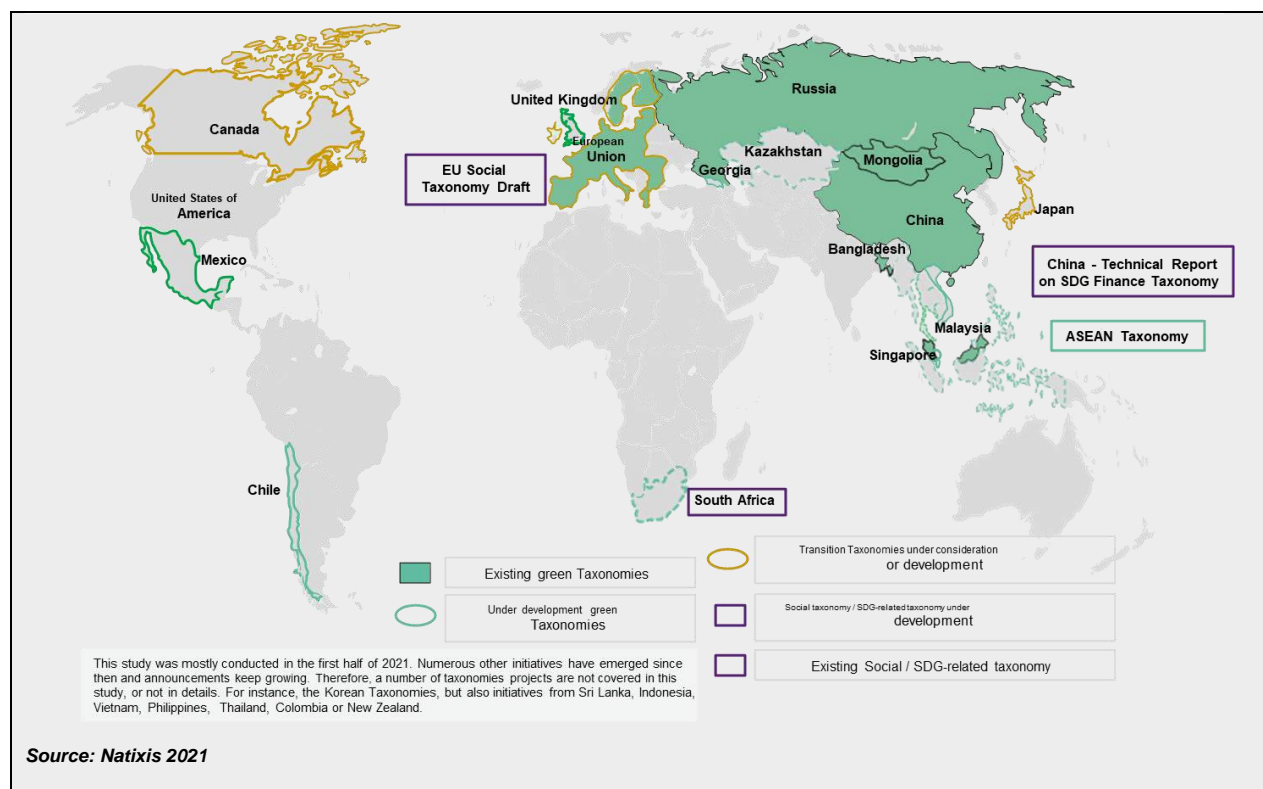 United Kingdom
Russia
Canada
European
Union
Kazakhstan
Mongolia
Georgia
EU Social
Taxonomy Draft
United States of
America
China
Japan
Mexico
Bangladesh
China - Technical Report
on SDG Finance Taxonomy
Malaysia
ASEAN Taxonomy
Singapore
Chile
South Africa
Existing green Taxonomies
Transition Taxonomies under consideration
or development
Under development green
Taxonomies
Social taxonomy / SDG-related taxonomy under
development
Existing Social / SDG-related taxonomy
This study was mostly conducted in the first half of 2021. Numerous other initiatives have emerged since
then and announcements keep growing. Therefore, a number of taxonomies projects are not covered in this
study, or not in details. For instance, the Korean Taxonomies, but also initiatives from Sri Lanka, Indonesia,
Vietnam, Philippines, Thailand, Colombia or New Zealand.
Source: Natixis 2021